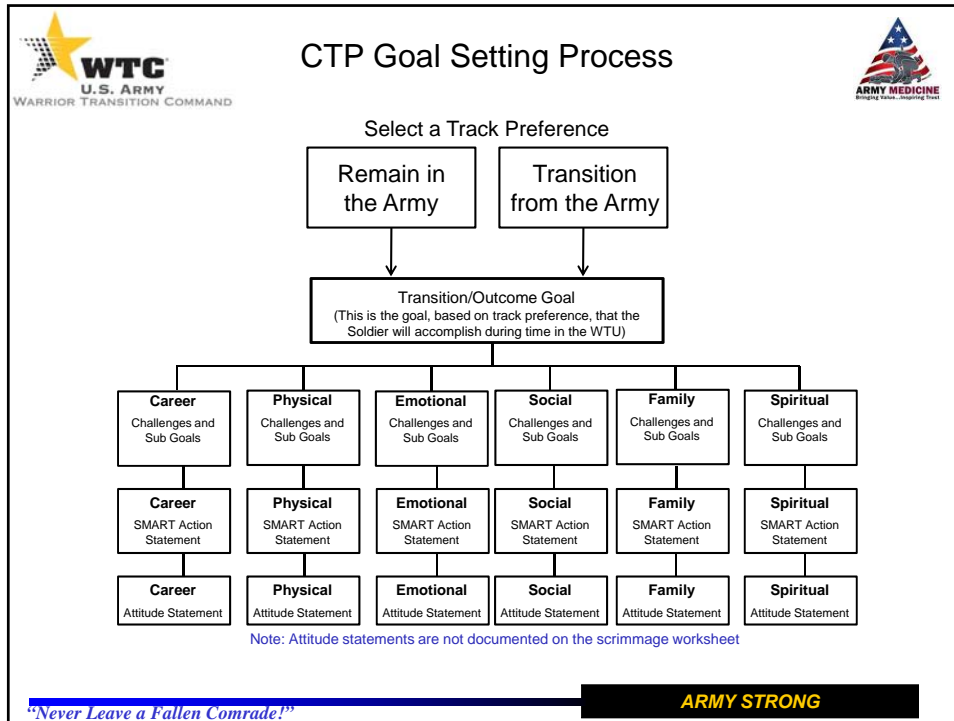 WTC
U.S. ARMY
WARRIOR TRANSITION COMMAND
CTP Goal Setting Process
ARMY MEDICINE
Bringing Value...Inspiring Trust
Select a Track Preference
Remain in
the Army
Transition
from the Army
Transition/Outcome Goal
(This is the goal, based on track preference, that the
Soldier will accomplish during time in the WTU)
Career
Challenges and
Sub Goals
Physical
Challenges and
Sub Goals
Emotional
Challenges and
Sub Goals
Social
Challenges and
Sub Goals
Family
Challenges and
Sub Goals
Spiritual
Challenges and
Sub Goals
Career
SMART Action
Statement
Physical
SMART Action
Statement
Emotional
SMART Action
Statement
Social
SMART Action
Statement
Family
SMART Action
Statement
Spiritual
SMART Action
Statement
Career
Attitude Statement
Physical
Attitude Statement
Emotional
Attitude Statement
Social
Attitude Statement
Family
Attitude Statement
Spiritual
Attitude Statement
Note: Attitude statements are not documented on the scrimmage worksheet
“Never Leave a Fallen Comrade!”
ARMY STRONG